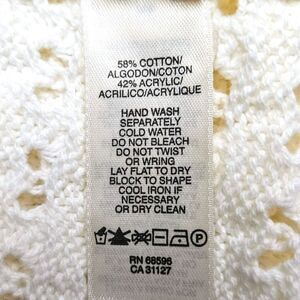 58% COTTON/
ALGODON/COTON
42% ACRYLIC/
ACRILICO/ACRYLIQUE
HAND WASH
SEPARATELY
COLD WATER
DO NOT BLEACH
DO NOT TWIST
OR WRING
LAY FLAT TO DRY
BLOCK TO SHAPE
COOL IRON IF
NECESSARY
OR DRY CLEAN
P
RN 66596
CA 31127